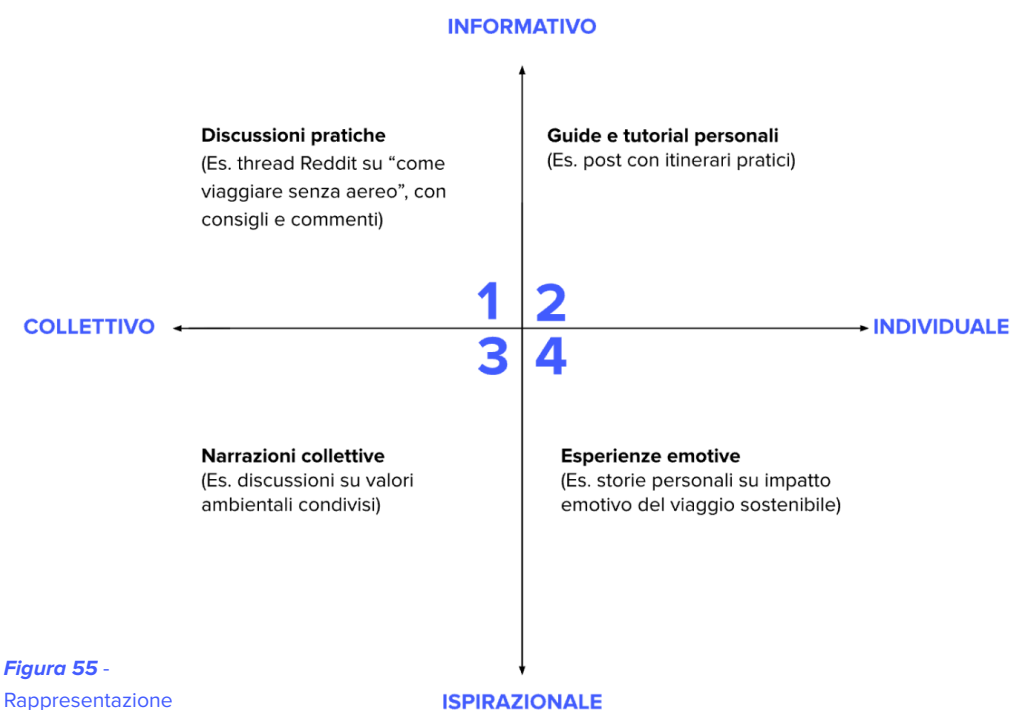 INFORMATIVO
Discussioni pratiche
(Es. thread Reddit su “come
viaggiare senza aereo”, con
consigli e commenti)
Guide e tutorial personali
(Es. post con itinerari pratici)
1 2
COLLETTIVO
INDIVIDUALE
3 4
Narrazioni collettive
(Es. discussioni su valori
ambientali condivisi)
Esperienze emotive
(Es. storie personali su impatto
emotivo del viaggio sostenibile)
Figura 55 -
Rappresentazione
ISPIRAZIONALE